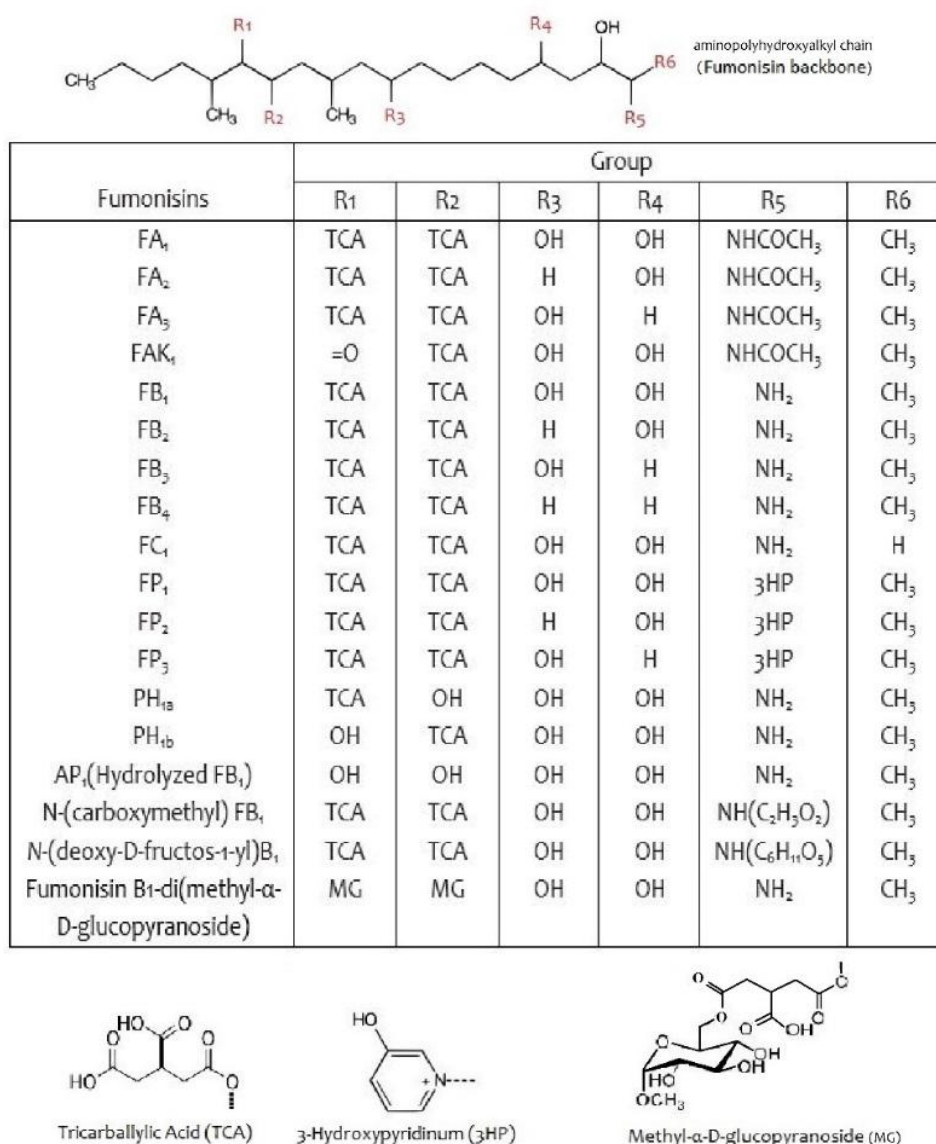 R1 R4 OH
aminopolyhydroxyalkyl chain
R6 (Fumonisin backbone)
CH₃
CH₃ R2 CH₃ R3 R5
Group
Fumonisins R1 R2 R3 R4 R5 R6
FA₁ TCA TCA OH OH NHCOCH₃ CH₃
FA₂ TCA TCA H OH NHCOCH₃ CH₃
FA₃ TCA TCA OH H NHCOCH₃ CH₃
FAK₁ =O TCA OH OH NHCOCH₃ CH₃
FB₁ TCA TCA OH OH NH₂ CH₃
FB₂ TCA TCA H OH NH₂ CH₃
FB₃ TCA TCA OH H NH₂ CH₃
FB₄ TCA TCA H H NH₂ CH₃
FC₁ TCA TCA OH OH NH₂ H
FP₁ TCA TCA OH OH 3HP CH₃
FP₂ TCA TCA H OH 3HP CH₃
FP₃ TCA TCA OH H 3HP CH₃
PH₁ₐ TCA OH OH OH NH₂ CH₃
PH₁b OH TCA OH OH NH₂ CH₃
AP₁(Hydrolyzed FB₁) OH OH OH OH NH₂ CH₃
N-(carboxymethyl) FB₁ TCA TCA OH OH NH(C₂H₃O₂) CH₃
N-(deoxy-D-fructos-1-yl)B₁ TCA TCA OH OH NH(C₆H₁₁O₅) CH₃
Fumonisin B1-di(methyl-α- MG MG OH OH NH₂ CH₃
D-glucopyranoside)
HO O
O O
HO O
Tricarballylic Acid (TCA)
HO
+N
3-Hydroxypyridinum (3HP)
O O
O O
O OH
O
HO OH
HO OH
OCH₃
Methyl-α-D-glucopyranoside (MG)